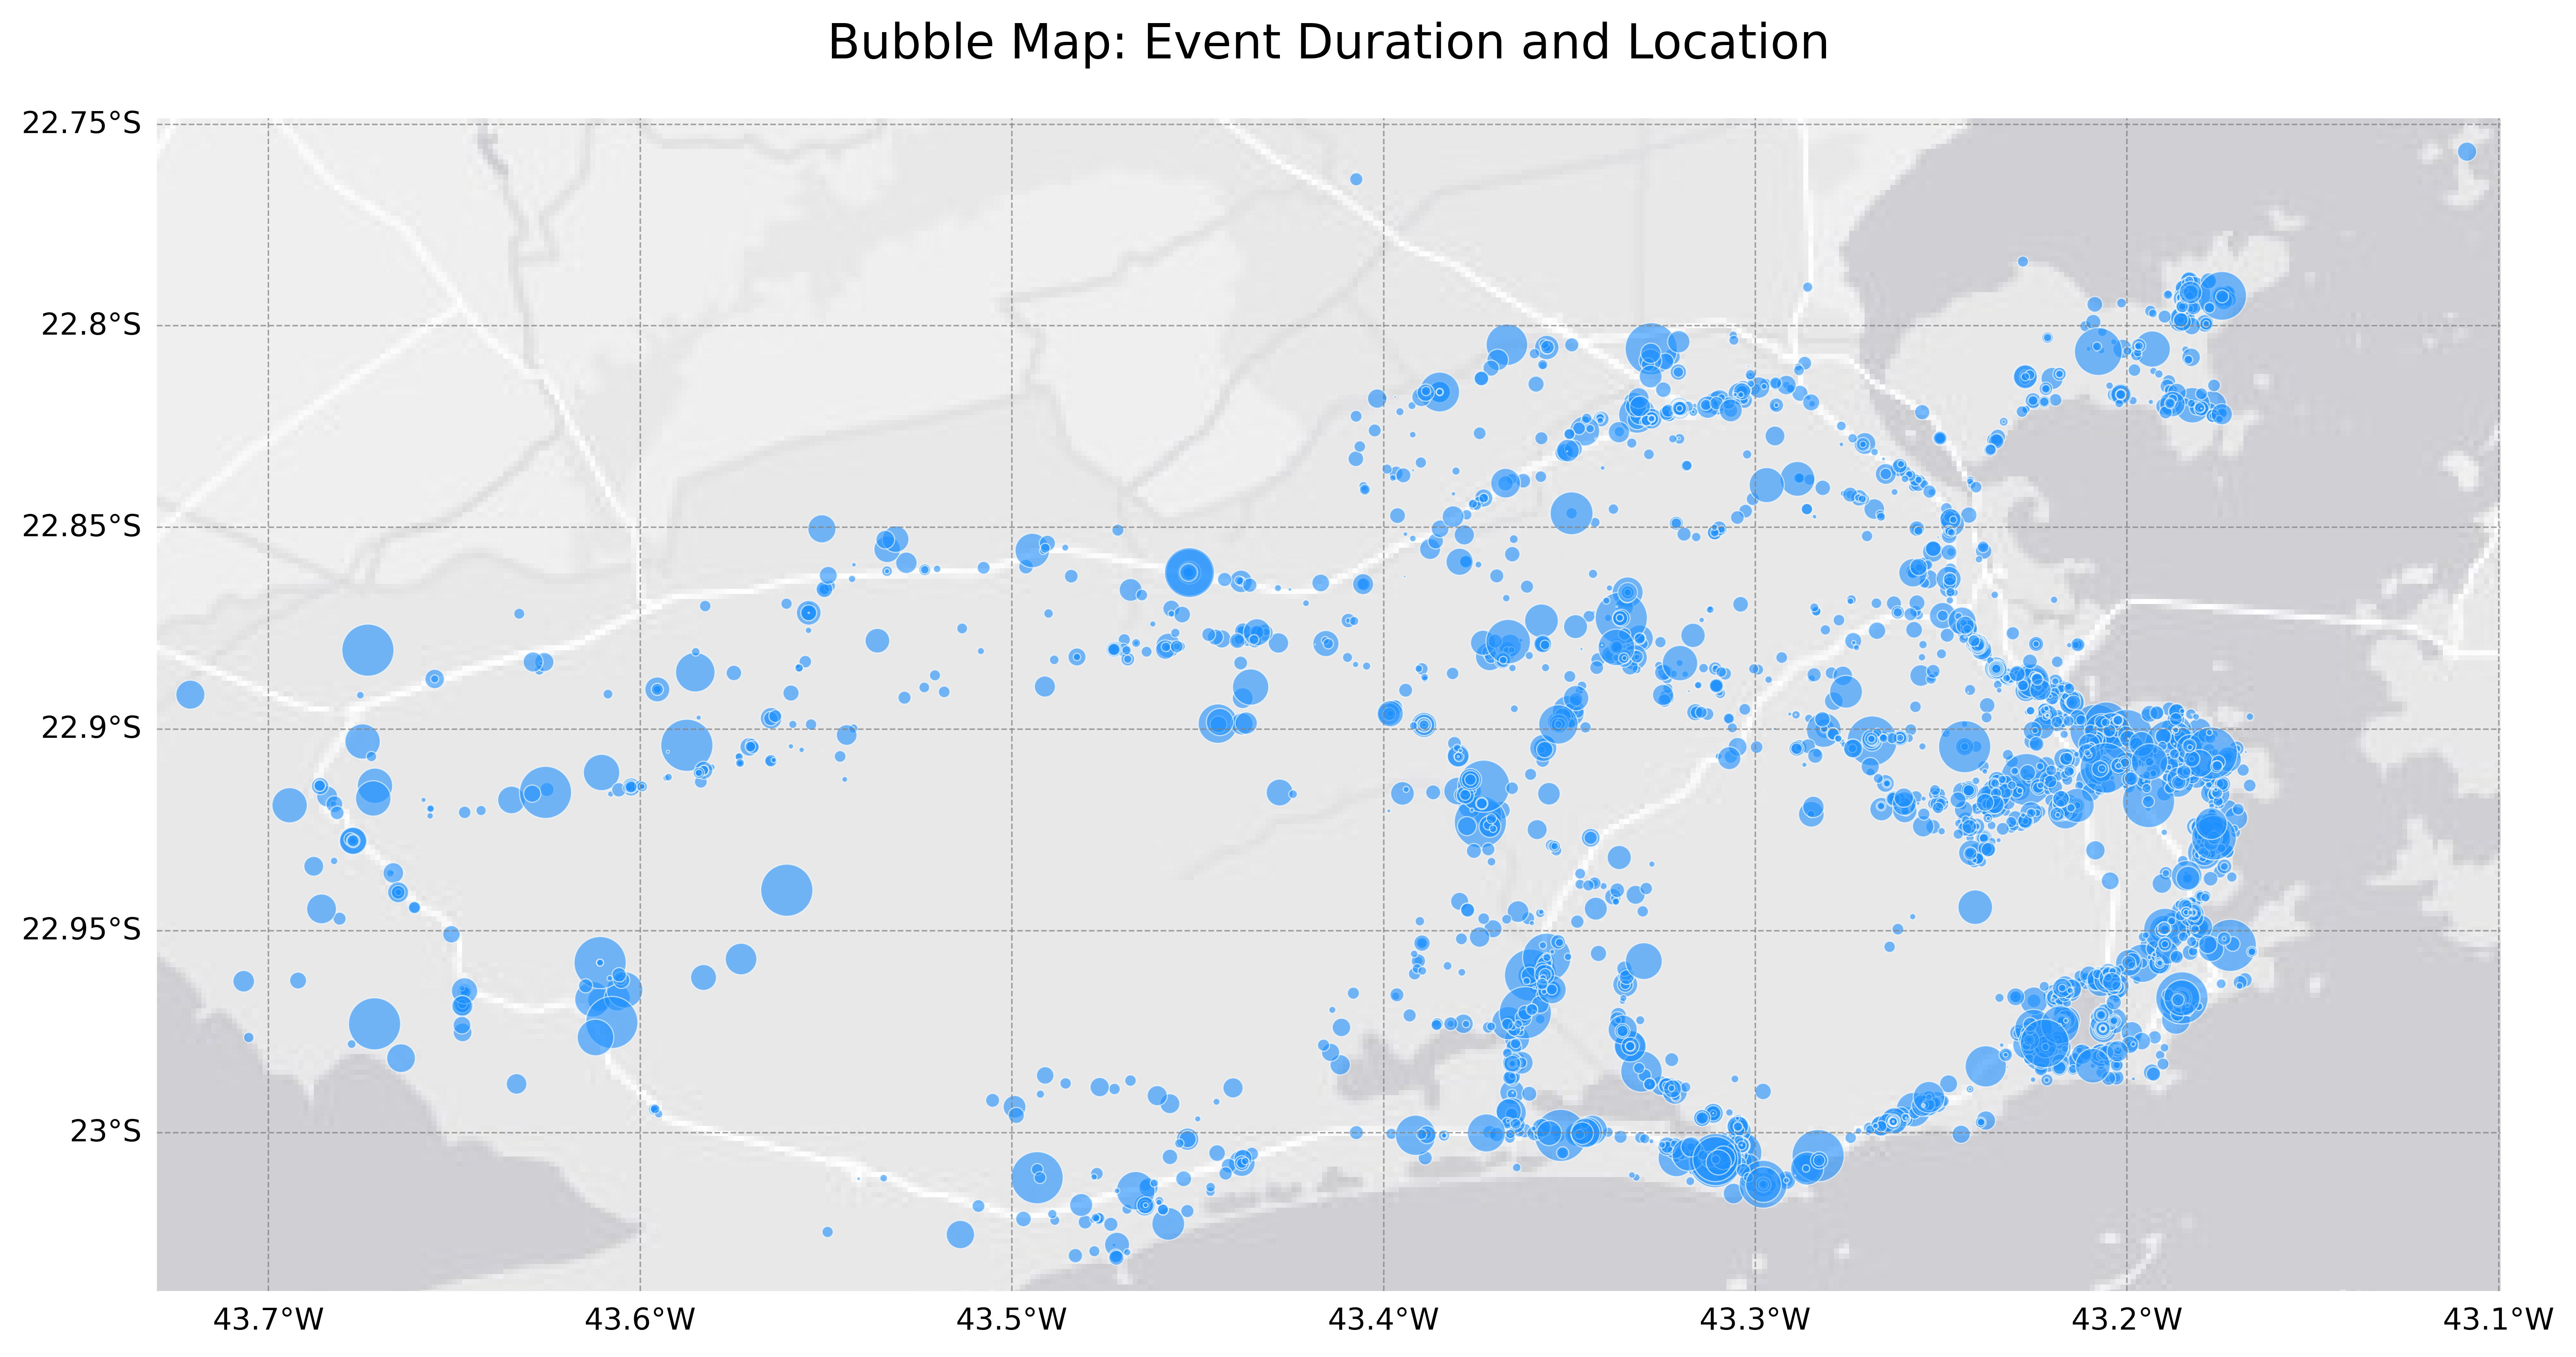 Bubble Map: Event Duration and Location
22.75°S
22.8°S
22.85°S
22.9°S
22.95°S
23°S
43.7°W
43.6°W
43.5°W
43.4°W
43.3°W
43.2°W
43.1°W